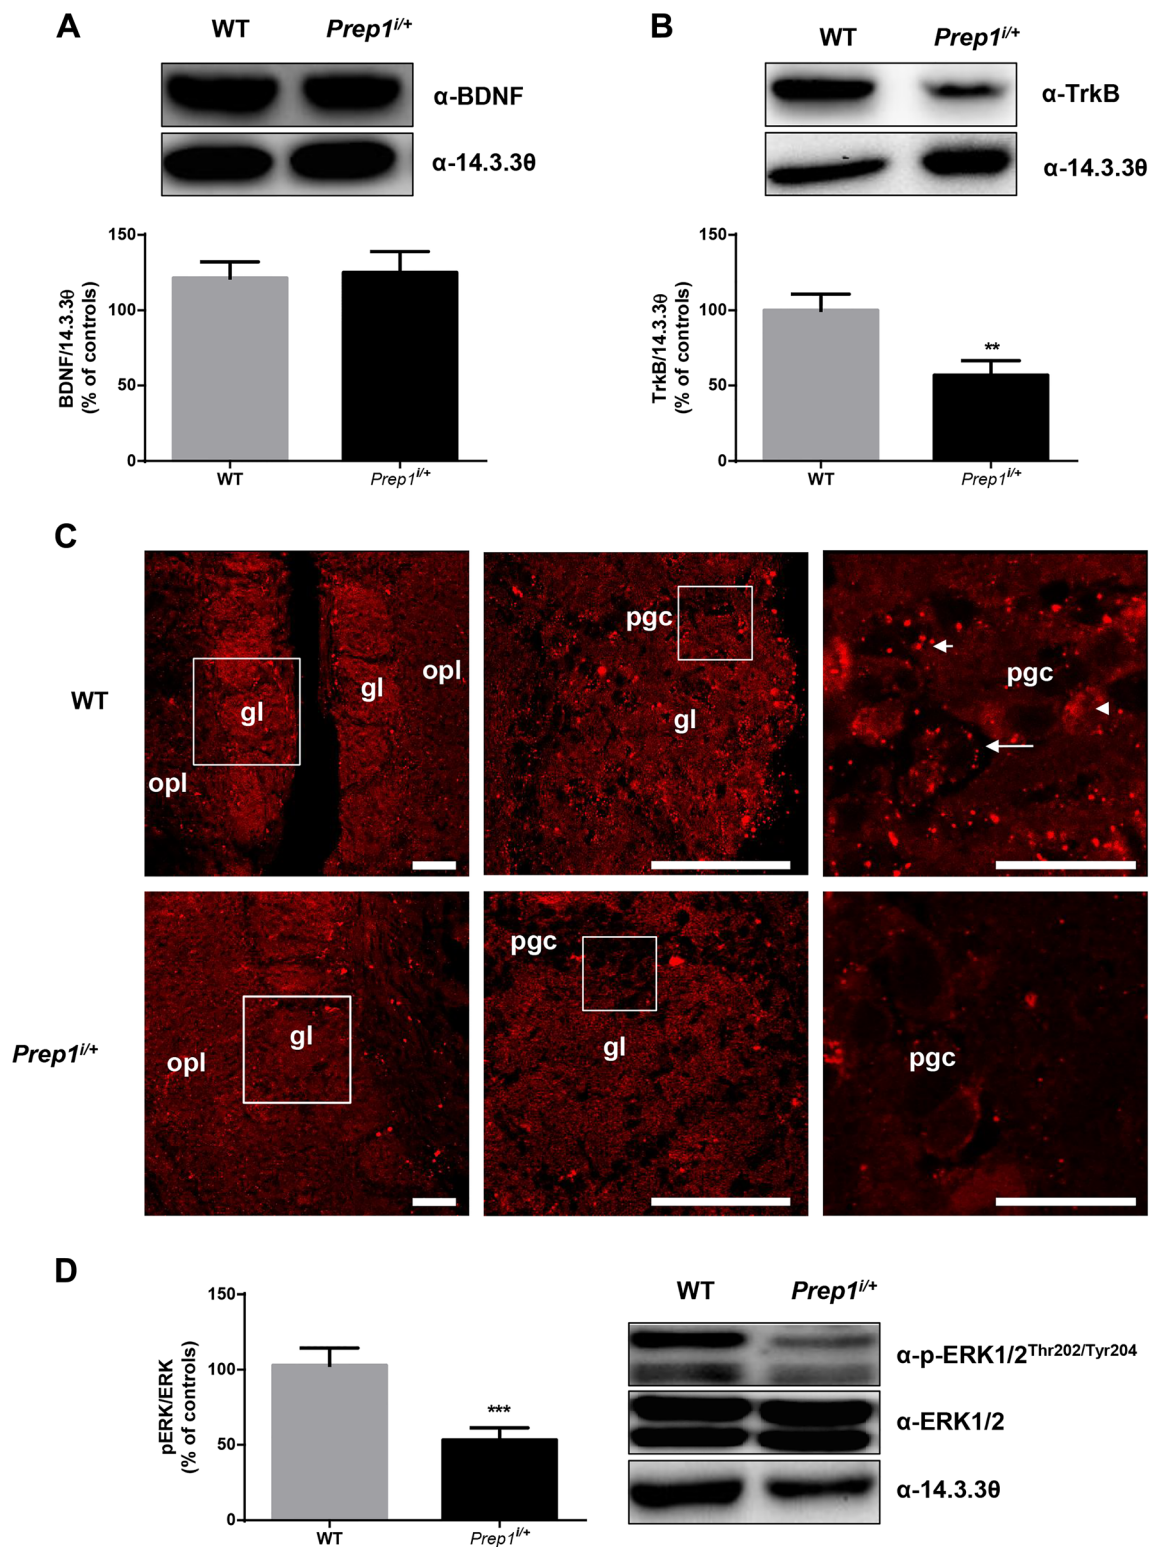 A
WT Prep1i/+
α-BDNF
α-14.3.3θ
150
100
50
0
BDNF/14.3.3θ
(% of controls)
WT Prep1i/+
B
WT Prep1i/+
α-TrkB
α-14.3.3θ
150
100
50
0
TrkB/14.3.3θ
(% of controls)
**
WT Prep1i/+
C
WT
gl
gl
opl
opl
pgc
gl
pgc
Prep1i/+
opl
gl
pgc
gl
pgc
D
150
100
50
0
pERK/ERK
(% of controls)
***
WT Prep1i/+
WT Prep1i/+
α-p-ERK1/2Thr202/Tyr204
α-ERK1/2
α-14.3.3θ